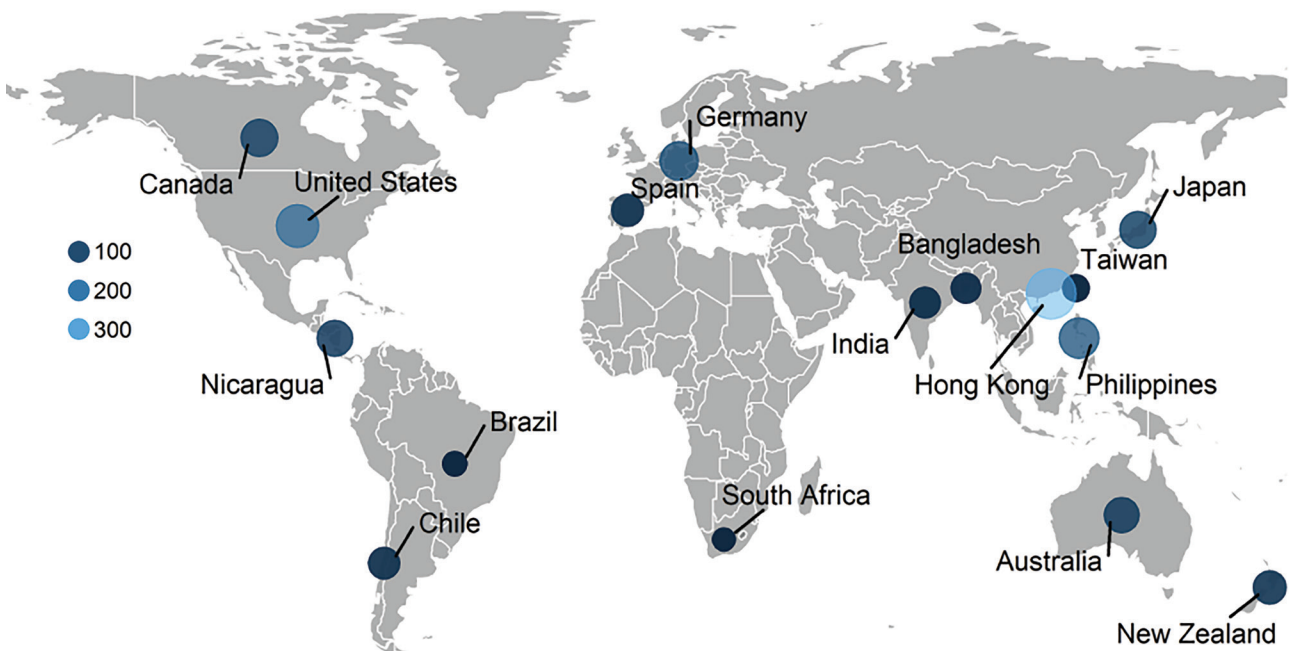 Germany
Canada
United States
Spain
Japan
100
200
300
Bangladesh
Taiwan
India
Nicaragua
Hong Kong
Philippines
Brazil
South Africa
Chile
Australia
New Zealand